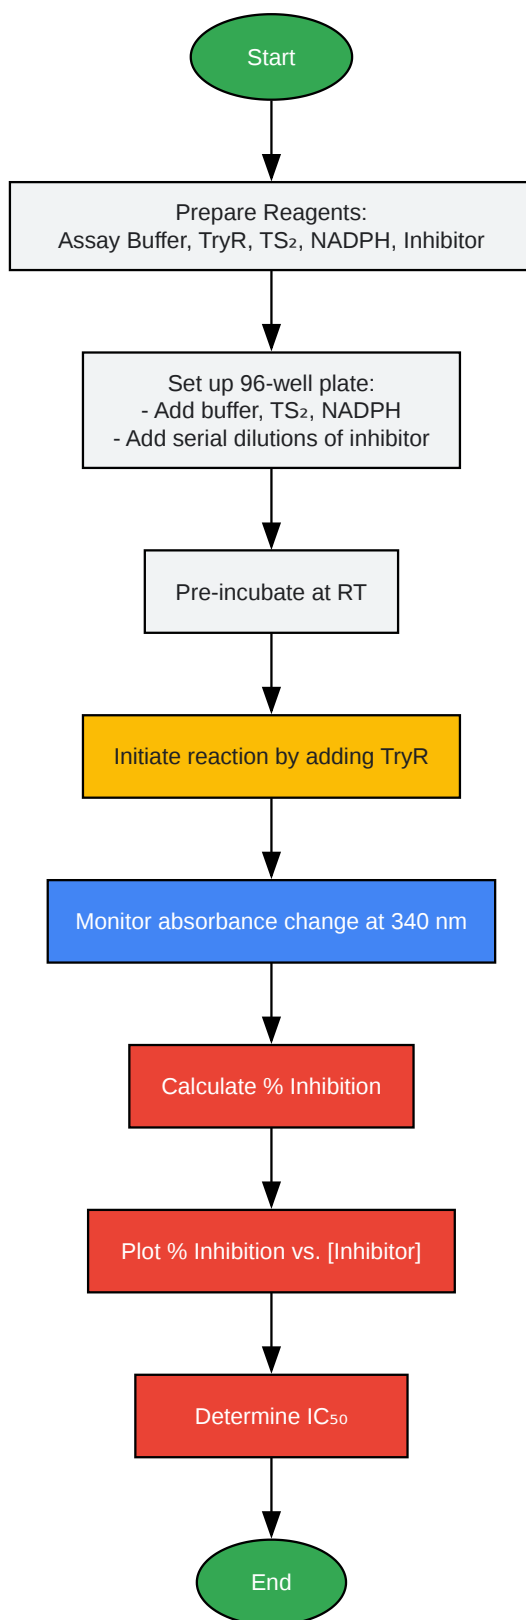 Start
Prepare Reagents:
Assay Buffer, TryR, TS₂, NADPH, Inhibitor
Set up 96-well plate:
- Add buffer, TS₂, NADPH
- Add serial dilutions of inhibitor
Pre-incubate at RT
Initiate reaction by adding TryR
Monitor absorbance change at 340 nm
Calculate % Inhibition
Plot % Inhibition vs. [Inhibitor]
Determine IC₅₀
End